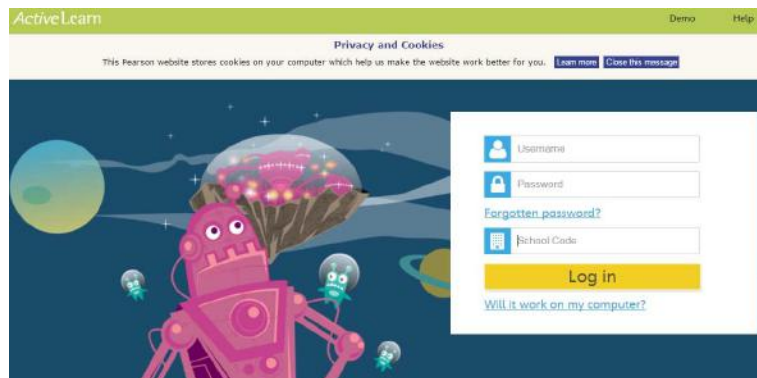 ActiveLearn
Demo Help
Privacy and Cookies
This Pearson website stores cookies on your computer which help us make the website work better for you. Learn more Close this message
Username
Password
Forgotten password?
School Code
Log in
Will it work on my computer?